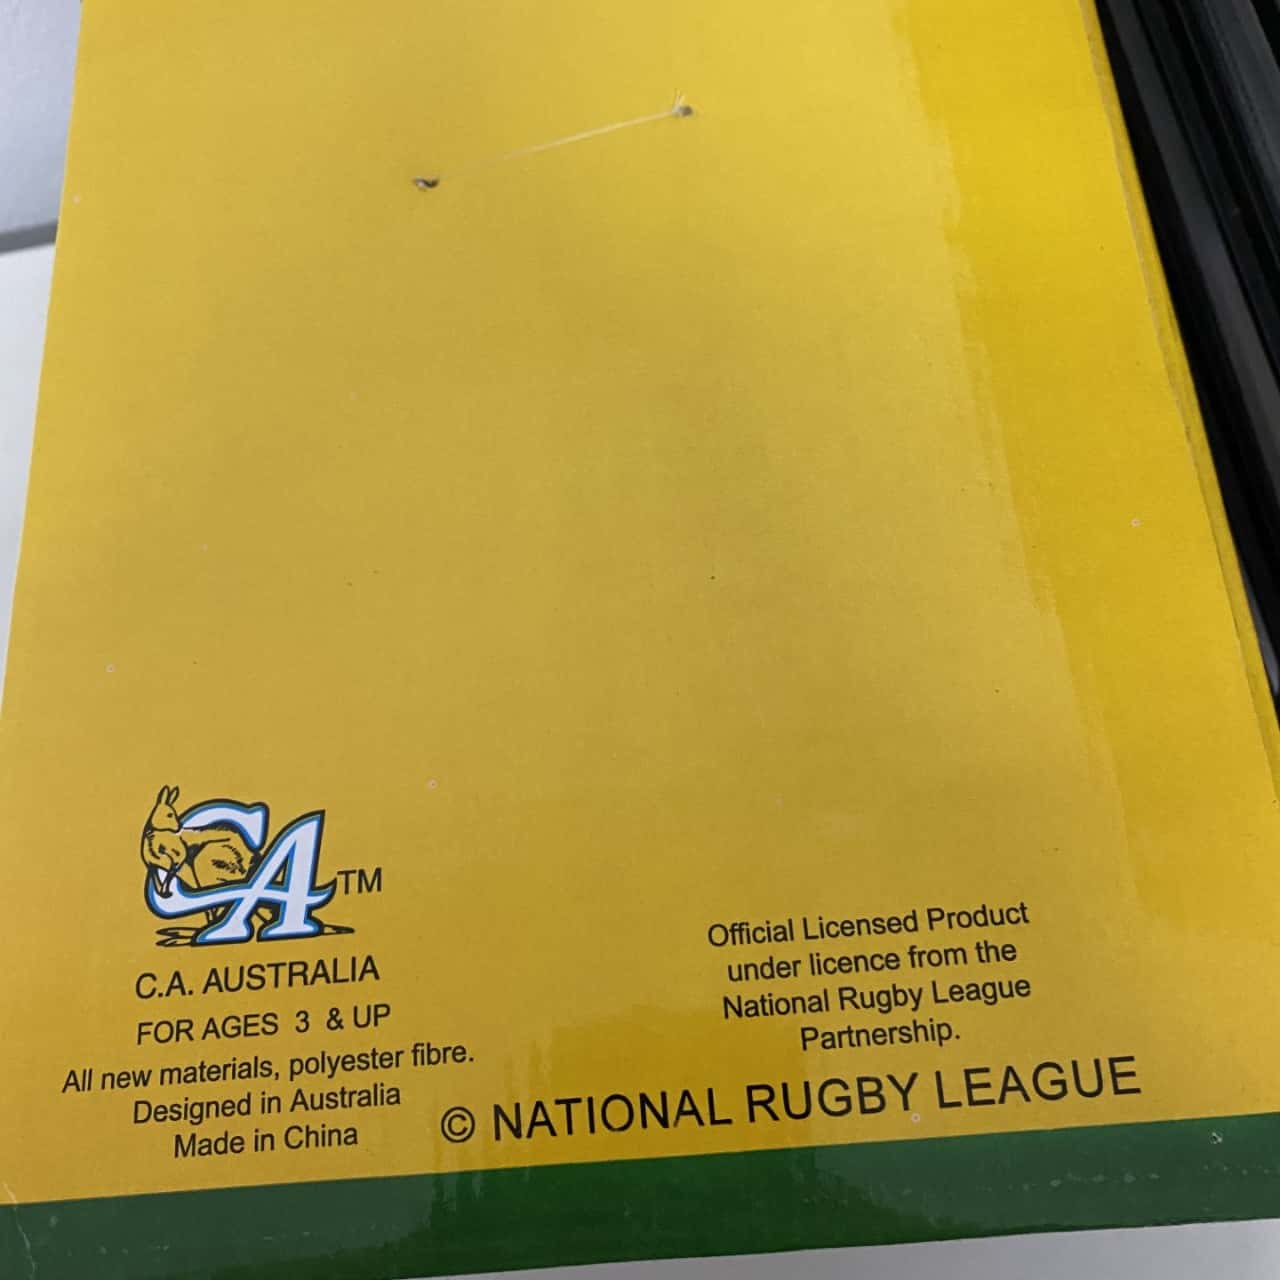 CA TM
C.A. AUSTRALIA
FOR AGES 3 & UP
All new materials, polyester fibre.
Designed in Australia
Made in China
Official Licensed Product
under licence from the
National Rugby League
Partnership.
© NATIONAL RUGBY LEAGUE